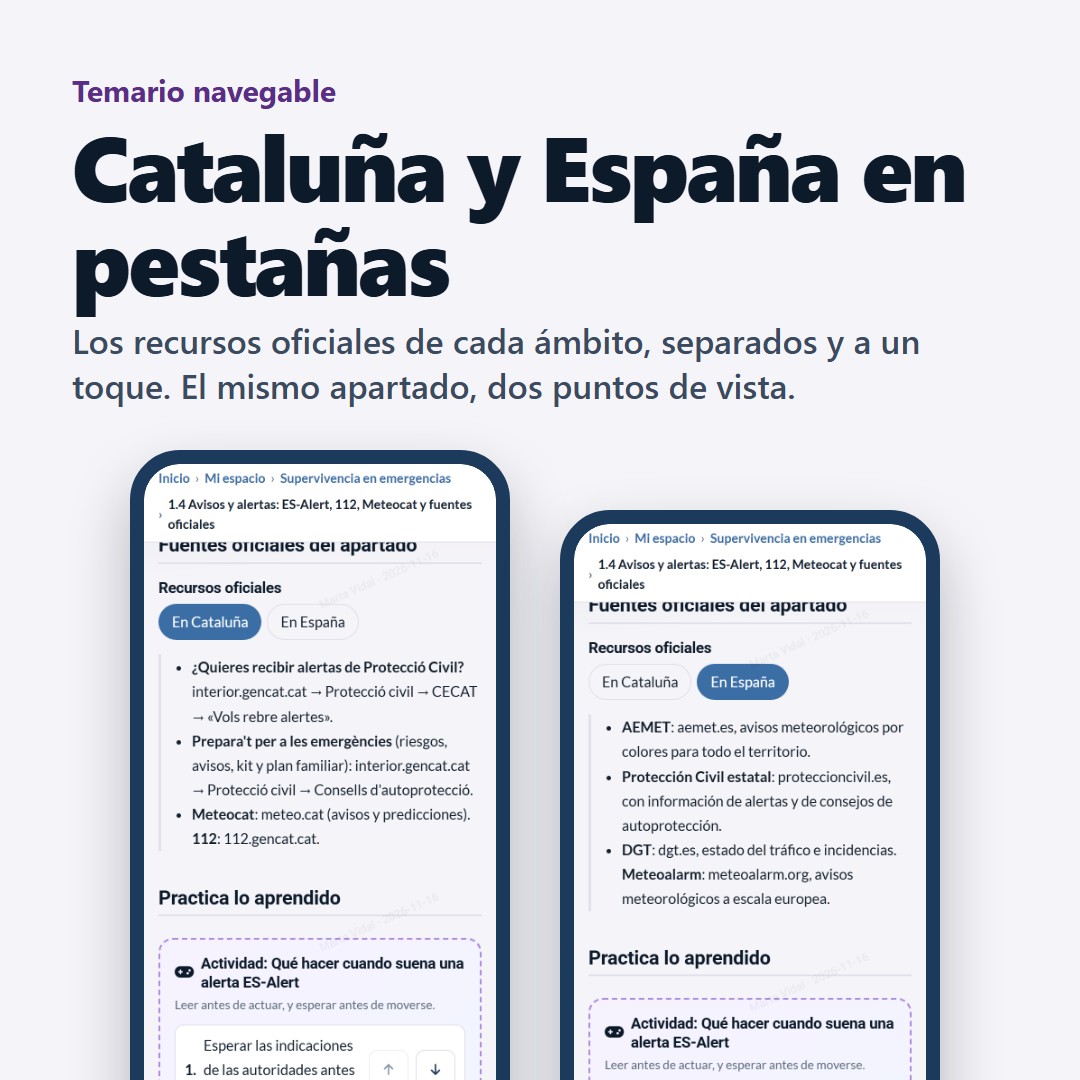 Temario navegable
Cataluña y España en
pestañas
Los recursos oficiales de cada ámbito, separados y a un
toque. El mismo apartado, dos puntos de vista.
Inicio › Mi espacio › Supervivencia en emergencias
› 1.4 Avisos y alertas: ES-Alert, 112, Meteocat y fuentes
oficiales
Fuentes oficiales del apartado
Recursos oficiales
En Cataluña En España
• ¿Quieres recibir alertas de Protecció Civil?
interior.gencat.cat → Protecció civil → CECAT
→ «Vols rebre alertes».
• Prepara't per a les emergències (riesgos,
avisos, kit y plan familiar): interior.gencat.cat
→ Protecció civil → Consells d'autoprotecció.
• Meteocat: meteo.cat (avisos y predicciones).
112: 112.gencat.cat.
Practica lo aprendido
Actividad: Qué hacer cuando suena una
alerta ES-Alert
Leer antes de actuar, y esperar antes de moverse.
Esperar las indicaciones
1. de las autoridades antes
Inicio › Mi espacio › Supervivencia en emergencias
› 1.4 Avisos y alertas: ES-Alert, 112, Meteocat y fuentes
oficiales
Fuentes oficiales del apartado
Recursos oficiales
En Cataluña En España
• AEMET: aemet.es, avisos meteorológicos por
colores para todo el territorio.
• Protección Civil estatal: proteccioncivil.es,
con información de alertas y de consejos de
autoprotección.
• DGT: dgt.es, estado del tráfico e incidencias.
Meteoalarm: meteoalarm.org, avisos
meteorológicos a escala europea.
Practica lo aprendido
Actividad: Qué hacer cuando suena una
alerta ES-Alert
Leer antes de actuar, y esperar antes de moverse.